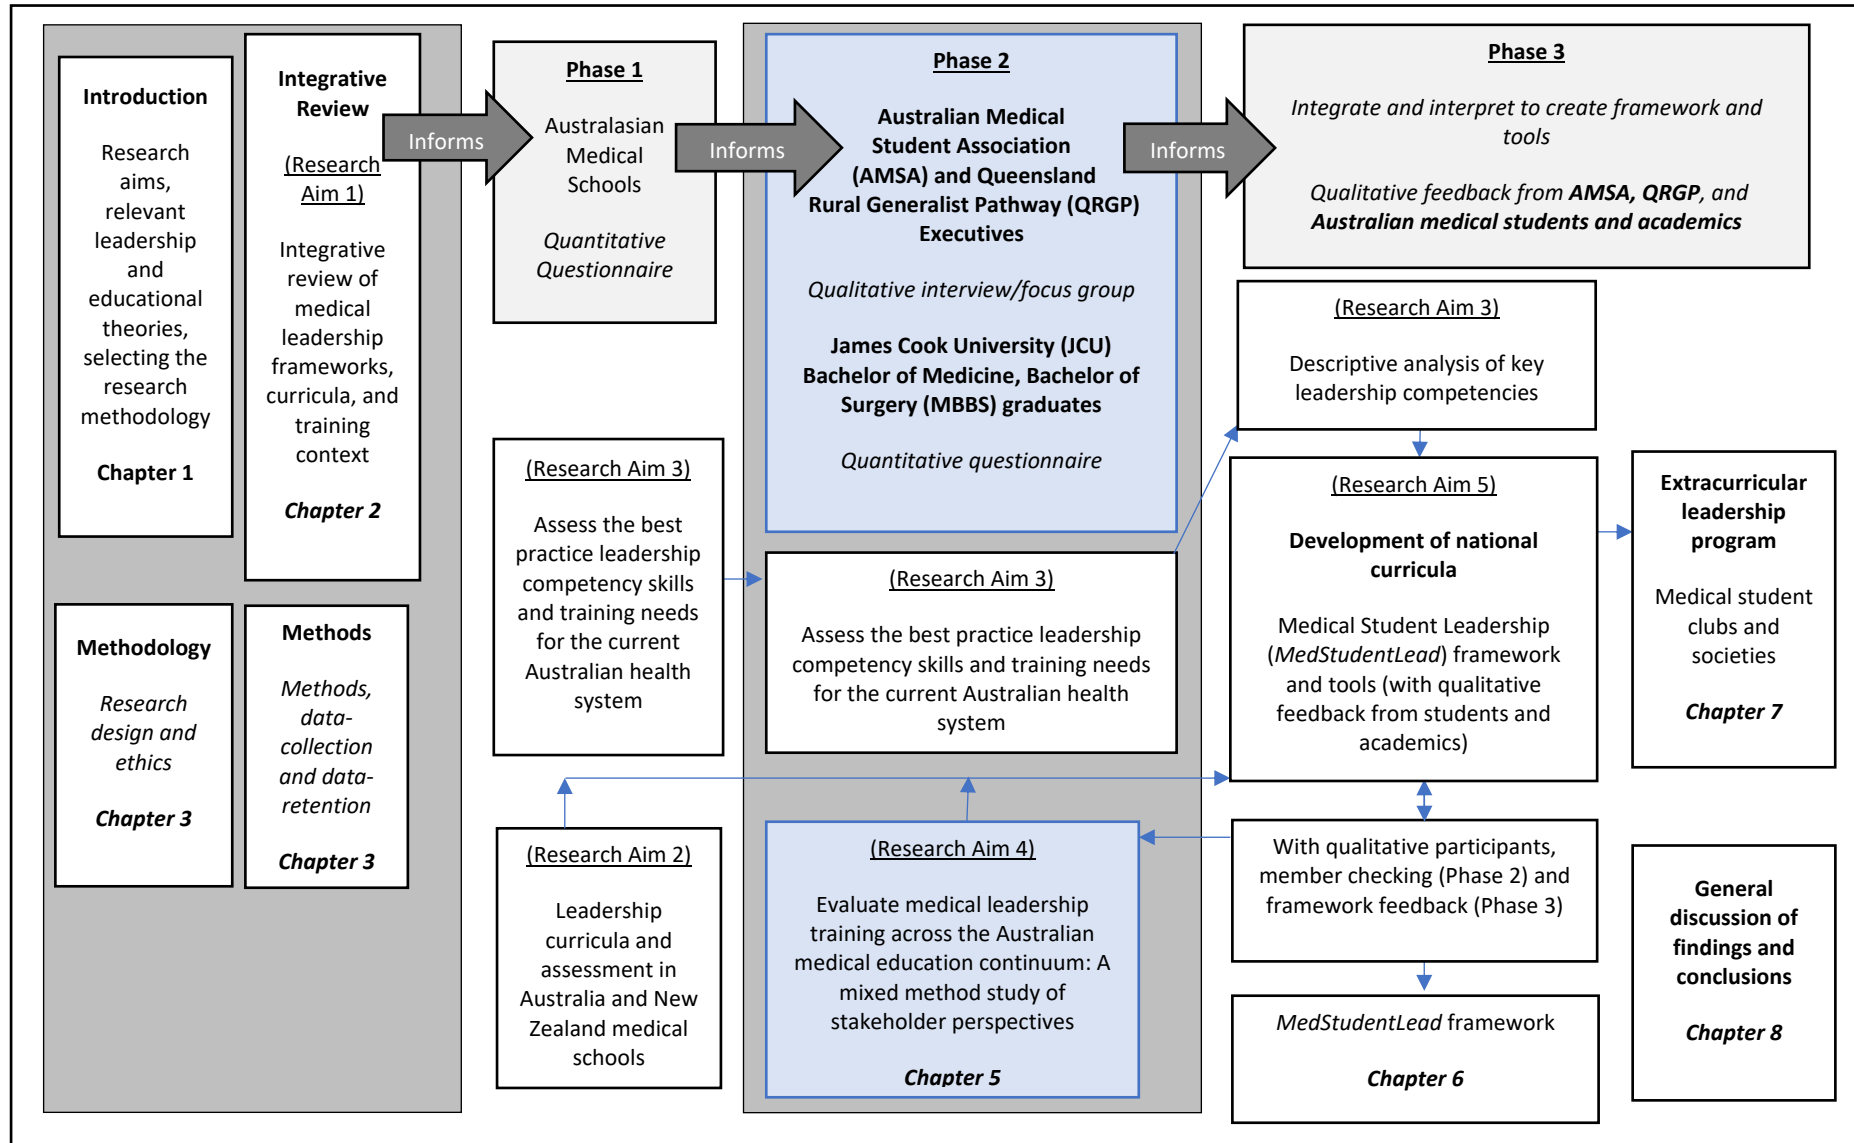 Introduction
Research
aims,
relevant
leadership
and
educational
theories,
selecting the
research
methodology
Chapter 1
Integrative
Review
(Research
Aim 1)
Integrative
review of
medical
leadership
frameworks,
curricula, and
training
context
Chapter 2
Methodology
Research
design and
ethics
Chapter 3
Methods
Methods,
data-
collection
and data-
retention
Chapter 3
Informs
Phase 1
Australasian
Medical
Schools
Quantitative
Questionnaire
Informs
(Research Aim 3)
Assess the best
practice leadership
competency skills
and training needs
for the current
Australian health
system
(Research Aim 2)
Leadership
curricula and
assessment in
Australia and New
Zealand medical
schools
Phase 2
Australian Medical
Student Association
(AMSA) and Queensland
Rural Generalist Pathway (QRGP)
Executives
Qualitative interview/focus group
James Cook University (JCU)
Bachelor of Medicine, Bachelor of
Surgery (MBBS) graduates
Quantitative questionnaire
Informs
(Research Aim 3)
Assess the best practice leadership
competency skills and training needs
for the current Australian health
system
(Research Aim 4)
Evaluate medical leadership
training across the Australian
medical education continuum: A
mixed method study of
stakeholder perspectives
Chapter 5
Phase 3
Integrate and interpret to create framework and
tools
Qualitative feedback from AMSA, QRGP, and
Australian medical students and academics
(Research Aim 3)
Descriptive analysis of key
leadership competencies
(Research Aim 5)
Development of national
curricula
Medical Student Leadership
(MedStudentLead) framework
and tools (with qualitative
feedback from students and
academics)
With qualitative participants,
member checking (Phase 2) and
framework feedback (Phase 3)
MedStudentLead framework
Chapter 6
Extracurricular
leadership
program
Medical student
clubs and
societies
Chapter 7
General
discussion of
findings and
conclusions
Chapter 8